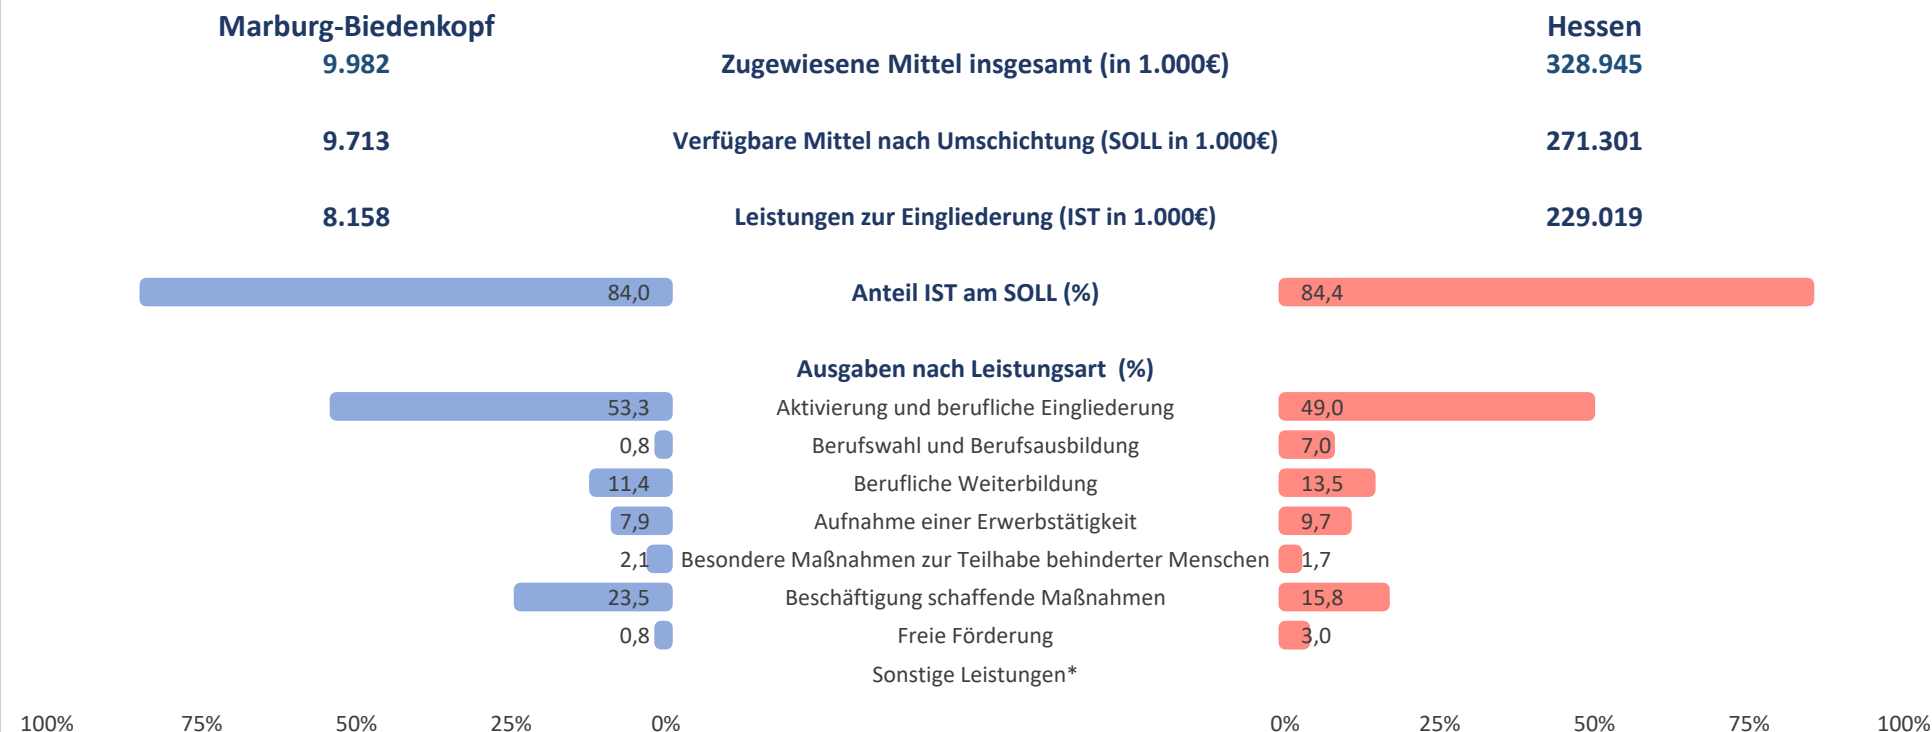 Marburg-Biedenkopf Hessen
9.982 Zugewiesene Mittel insgesamt (in 1.000€) 328.945
9.713 Verfügbare Mittel nach Umschichtung (SOLL in 1.000€) 271.301
8.158 Leistungen zur Eingliederung (IST in 1.000€) 229.019
84,0 Anteil IST am SOLL (%) 84,4
Ausgaben nach Leistungsart (%)
53,3 Aktivierung und berufliche Eingliederung 49,0
0,8 Berufswahl und Berufsausbildung 7,0
11,4 Berufliche Weiterbildung 13,5
7,9 Aufnahme einer Erwerbstätigkeit 9,7
2,1 Besondere Maßnahmen zur Teilhabe behinderter Menschen 1,7
23,5 Beschäftigung schaffende Maßnahmen 15,8
0,8 Freie Förderung 3,0
Sonstige Leistungen*
100% 75% 50% 25% 0% 0% 25% 50% 75% 100%